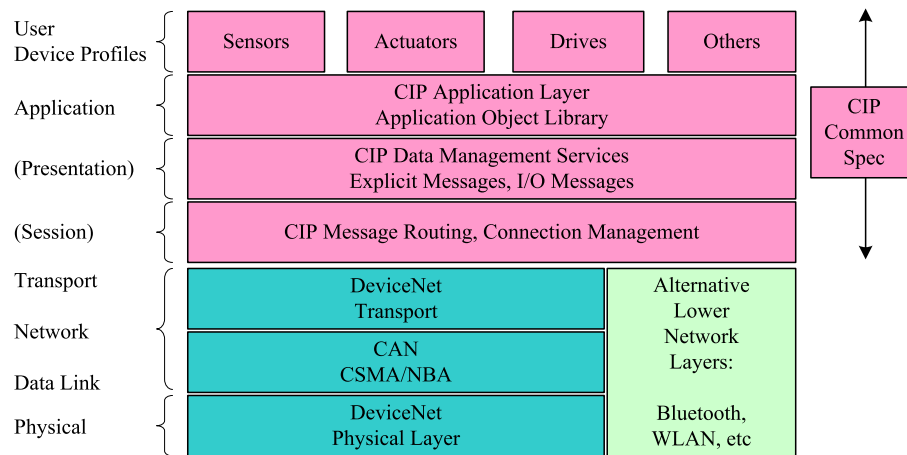 User
Device Profiles
Sensors
Actuators
Drives
Others
Application
CIP Application Layer
Application Object Library
(Presentation)
CIP Data Management Services
Explicit Messages, I/O Messages
(Session)
CIP Message Routing, Connection Management
CIP
Common
Spec
Transport
Network
Data Link
Physical
DeviceNet
Transport
CAN
CSMA/NBA
DeviceNet
Physical Layer
Alternative
Lower
Network
Layers:
Bluetooth,
WLAN, etc